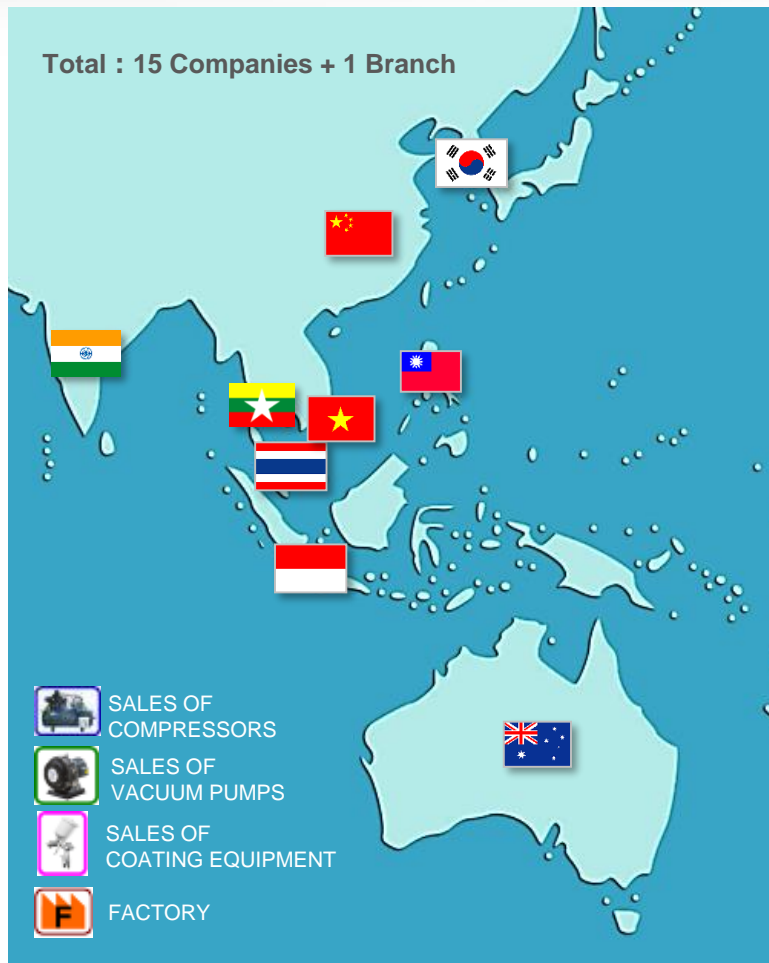 Total : 15 Companies + 1 Branch
SALES OF
COMPRESSORS
SALES OF
VACUUM PUMPS
SALES OF
COATING EQUIPMENT
F
FACTORY